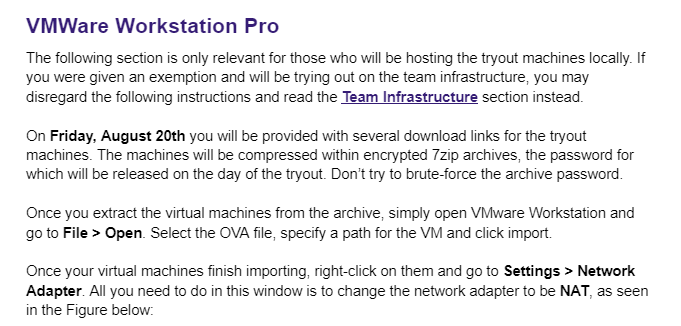 VMWare Workstation Pro
The following section is only relevant for those who will be hosting the tryout machines locally. If
you were given an exemption and will be trying out on the team infrastructure, you may
disregard the following instructions and read the Team Infrastructure section instead.
On Friday, August 20th you will be provided with several download links for the tryout
machines. The machines will be compressed within encrypted 7zip archives, the password for
which will be released on the day of the tryout. Don’t try to brute-force the archive password.
Once you extract the virtual machines from the archive, simply open VMware Workstation and
go to File > Open. Select the OVA file, specify a path for the VM and click import.
Once your virtual machines finish importing, right-click on them and go to Settings > Network
Adapter. All you need to do in this window is to change the network adapter to be NAT, as seen
in the Figure below: